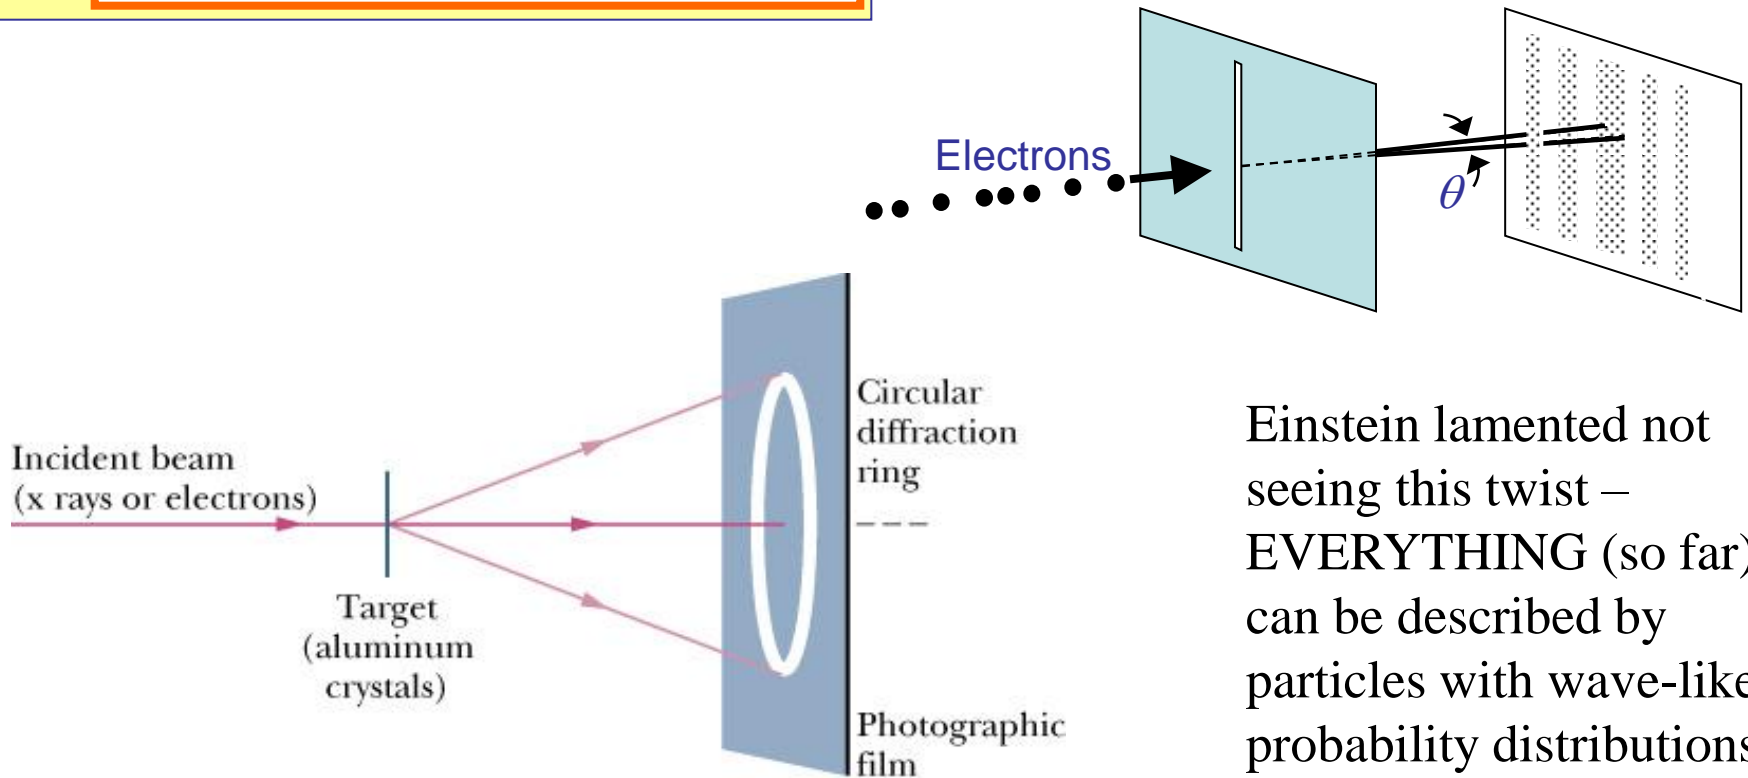 Electrons
θ
Incident beam
(x rays or electrons)
Target
(aluminum
crystals)
Circular
diffraction
ring
Photographic
film
Einstein lamented not
seeing this twist –
EVERYTHING (so far)
can be described by
particles with wave-like
probability distributions